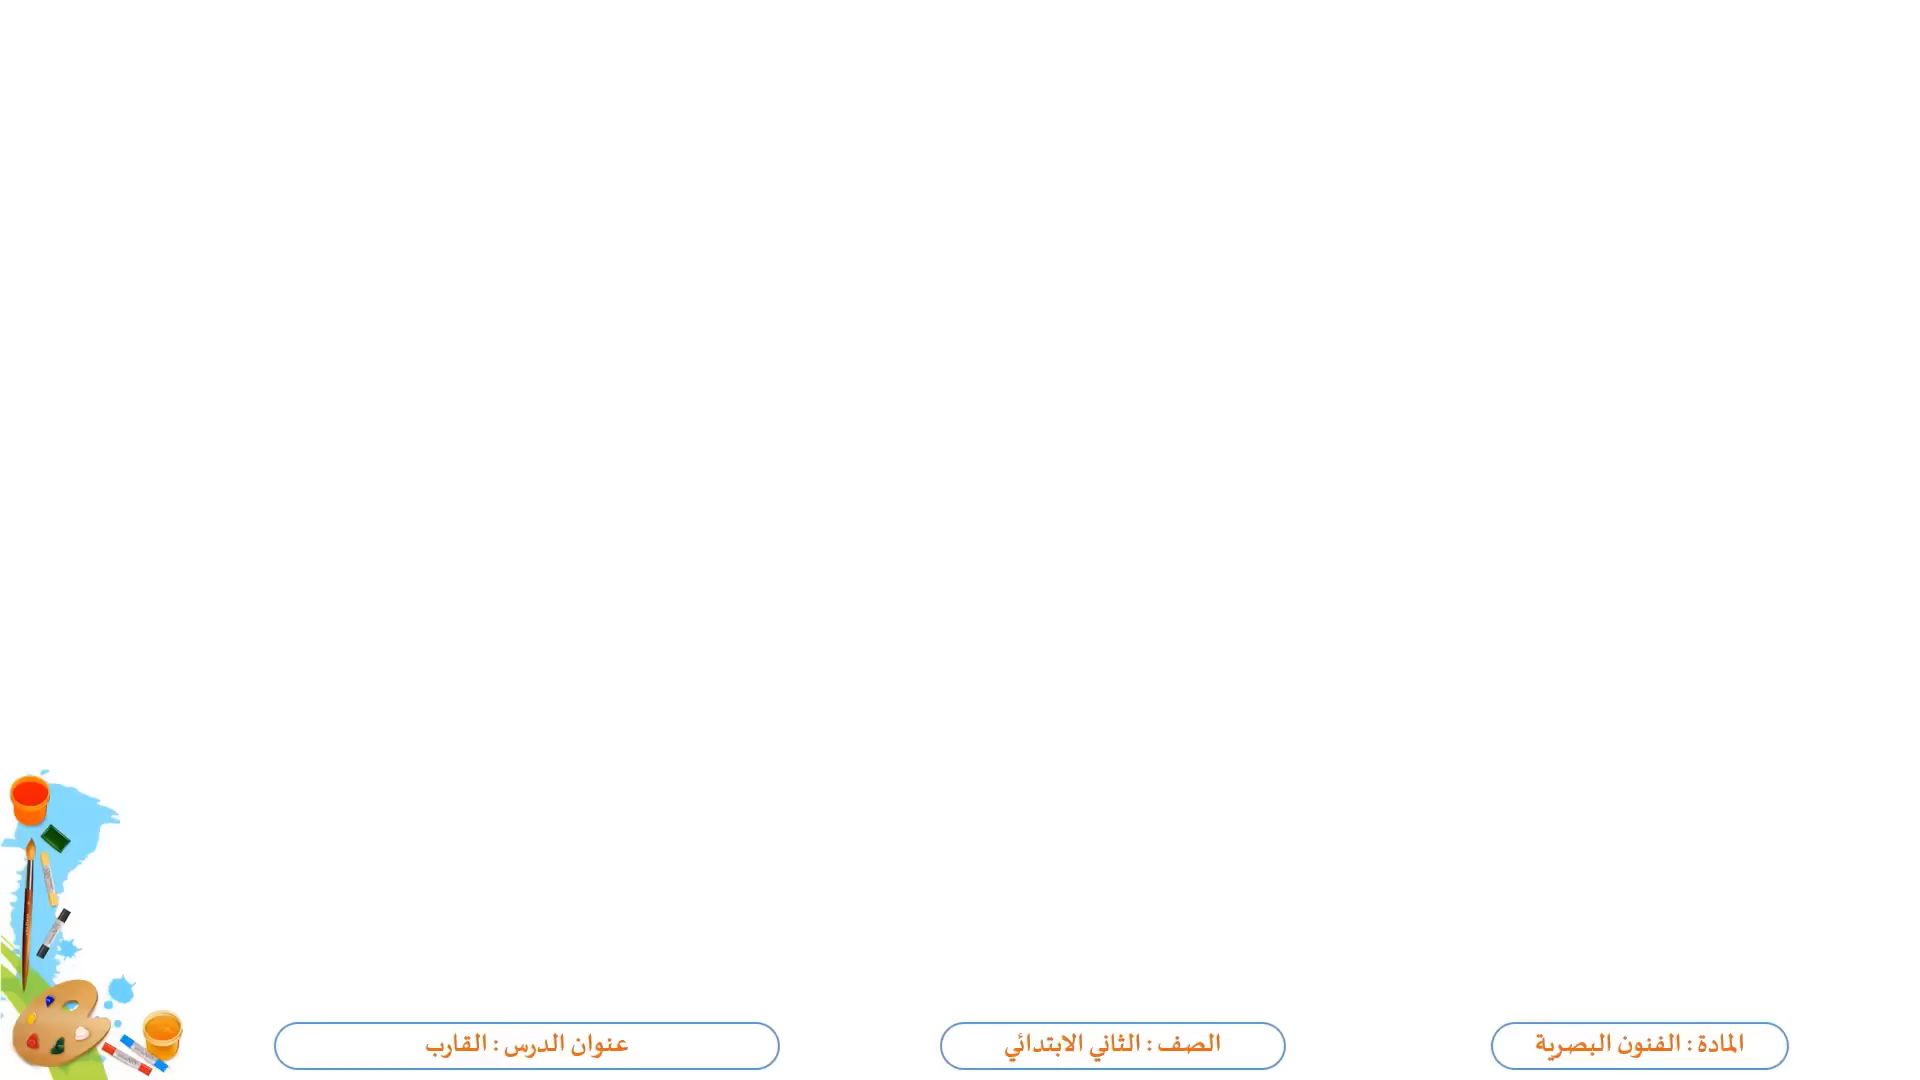 المادة : الفنون البصرية
الصف : الثاني الابتدائي
عنوان الدرس : القارب